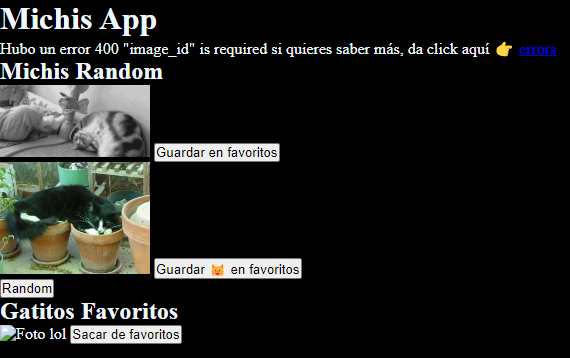 Michis App
Hubo un error 400 "image_id" is required si quieres saber más, da click aquí 👉 errors
Michis Random
Guardar en favoritos
Guardar 😺 en favoritos
Random
Gatitos Favoritos
Foto lol Sacar de favoritos